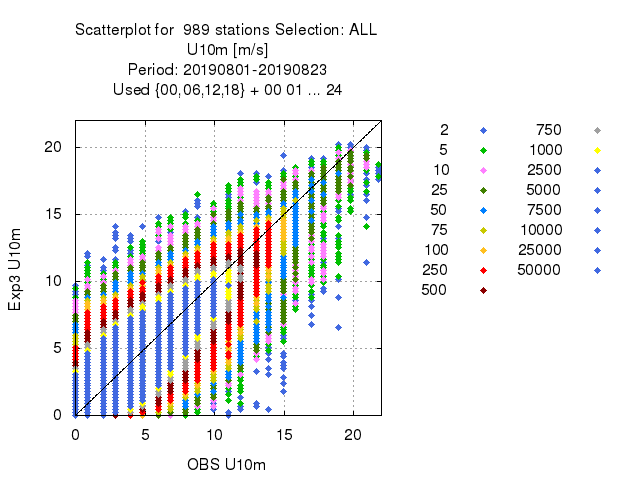 Scatterplot for 989 stations Selection: ALL
U10m [m/s]
Period: 20190801-20190823
Used {00,06,12,18} + 00 01 ... 24
20
15
10
5
0
Exp3 U10m
0 5 10 15 20
OBS U10m
2 750
5 1000
10 2500
25 5000
50 7500
75 10000
100 25000
250 50000
500